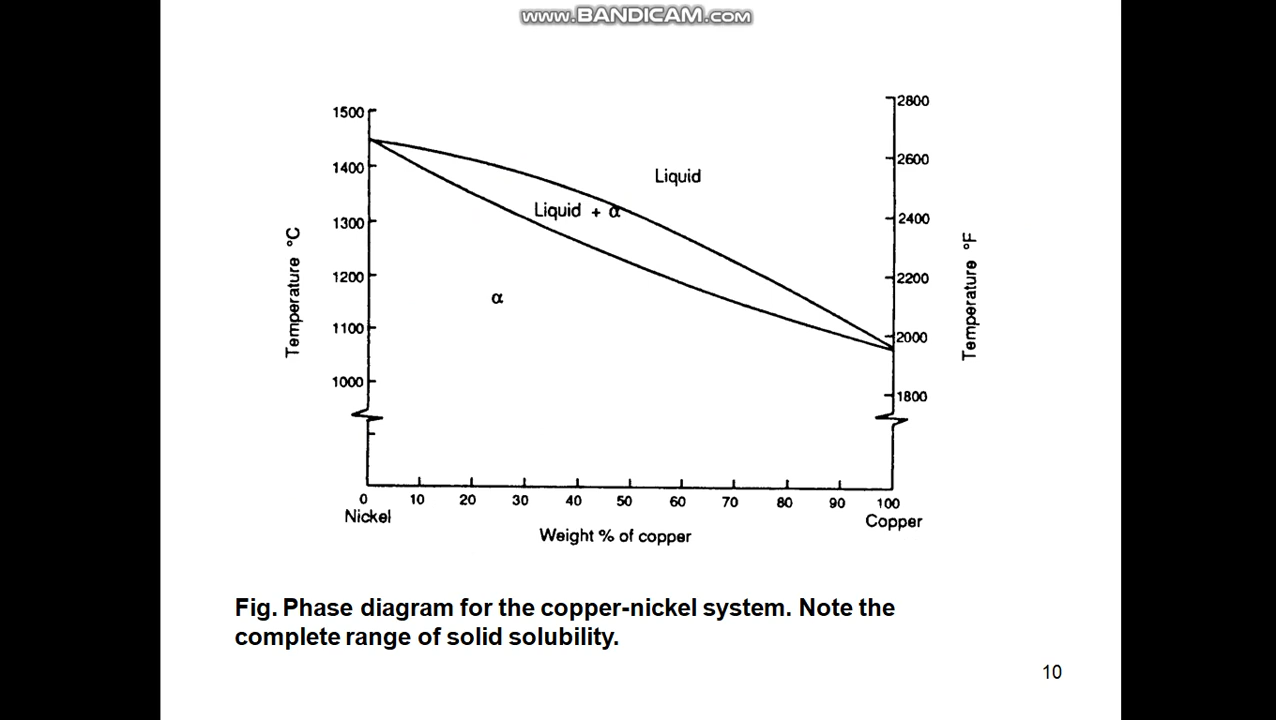 www.BANDICAM.com
1500
1400
1300
1200
1100
1000
Temperature °C
2800
2600
2400
2200
2000
1800
Temperature °F
Liquid
Liquid + α
α
0 10 20 30 40 50 60 70 80 90 100
Nickel Copper
Weight % of copper
Fig. Phase diagram for the copper-nickel system. Note the
complete range of solid solubility.
10